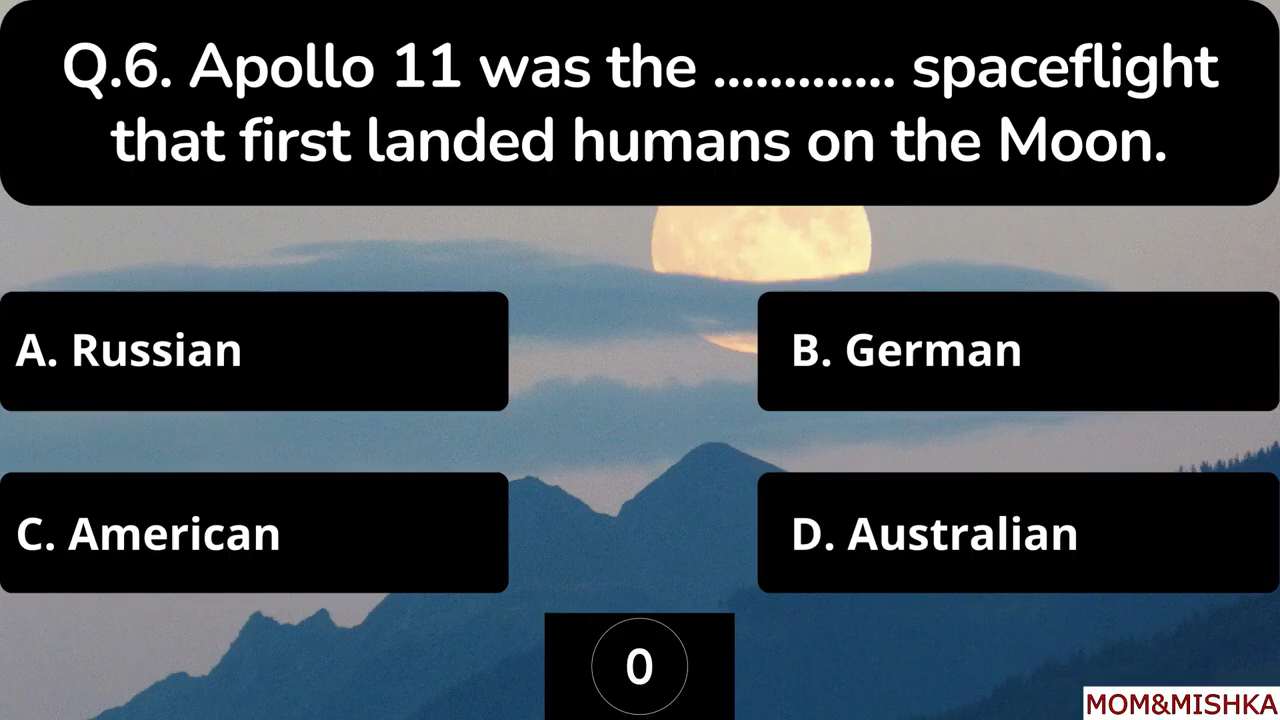 Q.6. Apollo 11 was the ............. spaceflight
that first landed humans on the Moon.
A. Russian
B. German
C. American
D. Australian
0
MOM&MISHKA